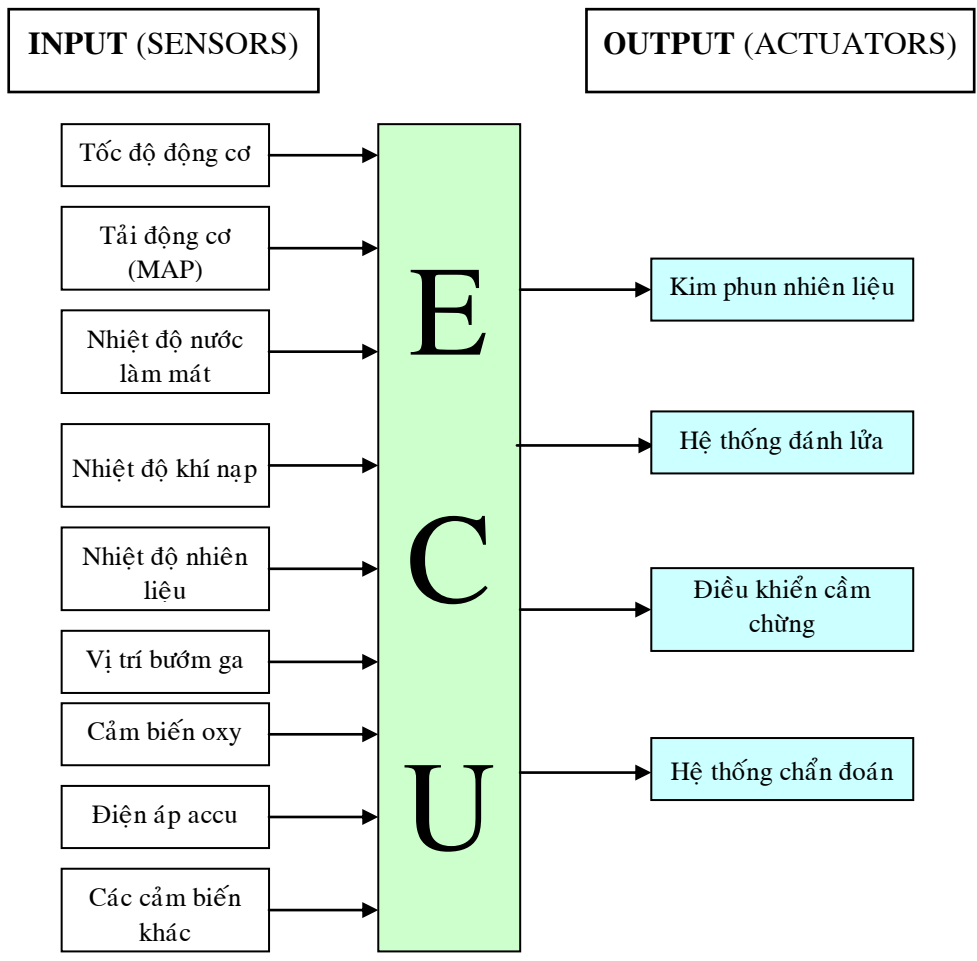 INPUT (SENSORS)
OUTPUT (ACTUATORS)
Tốc độ động cơ
Tải động cơ
(MAP)
Nhiệt độ nước
làm mát
Nhiệt độ khí nạp
Nhiệt độ nhiên
liệu
Vị trí bướm ga
Cảm biến oxy
Điện áp accu
Các cảm biến
khác
E
C
U
Kim phun nhiên liệu
Hệ thống đánh lửa
Điều khiển cầm
chừng
Hệ thống chẩn đoán